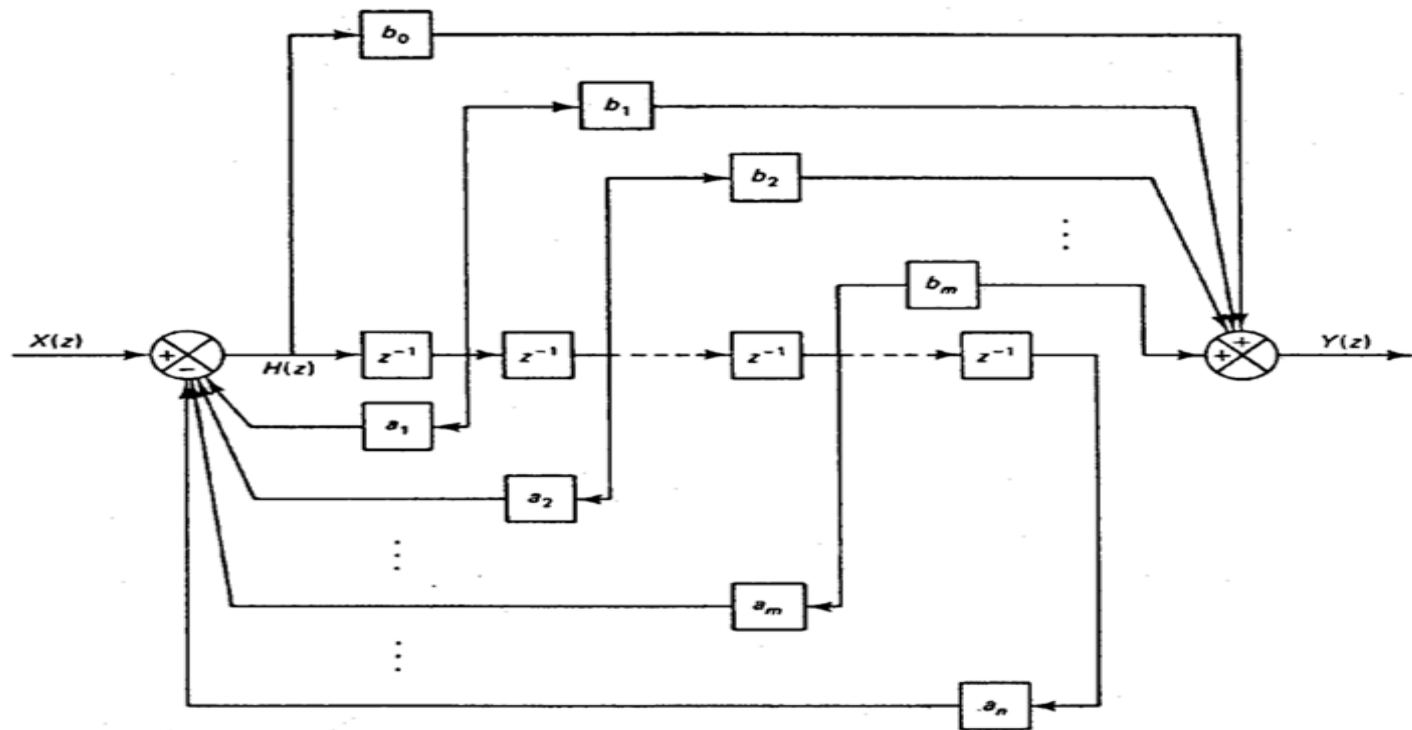 b₀
b₁
b₂
⋮
bₘ
X(z) + − H(z) z⁻¹ z⁻¹ z⁻¹ z⁻¹ + + Y(z)
a₁
a₂
⋮
aₘ
⋮
aₙ